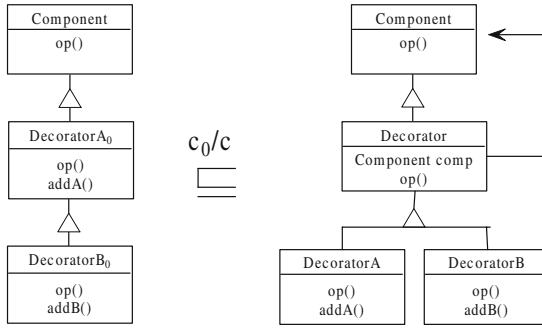 Component
op()
DecoratorA₀
op()
addA()
DecoratorB₀
op()
addB()
c₀/c
⊑
Component
op()
Decorator
Component comp
op()
DecoratorA
op()
addA()
DecoratorB
op()
addB()